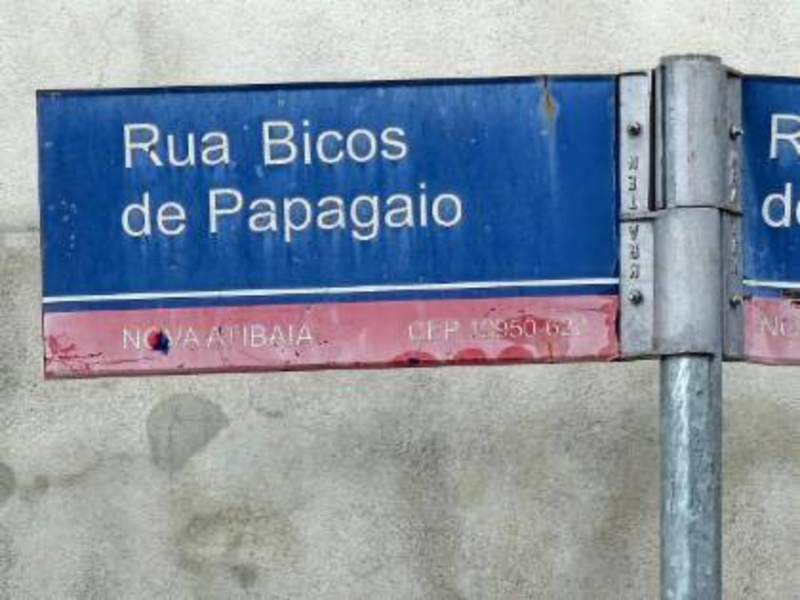 Rua Bicos
de Papagaio
NOVA ATIBAIA CEP